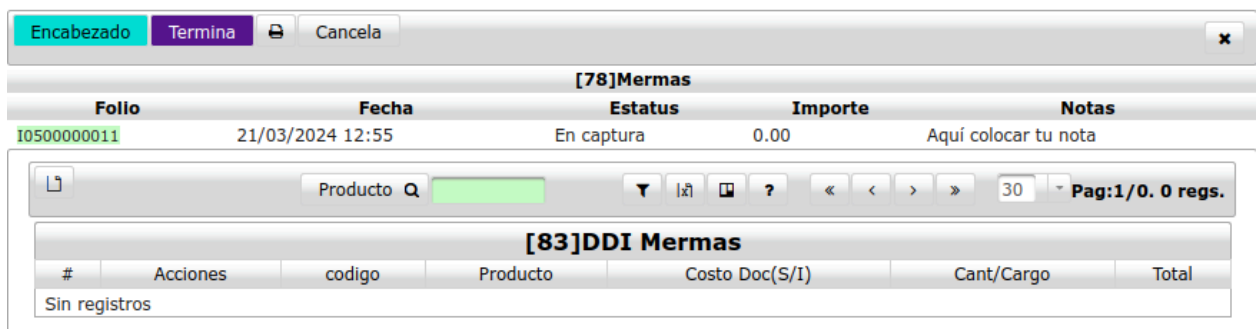 Encabezado Termina Cancela
[78]Mermas
Folio Fecha Estatus Importe Notas
I0500000011 21/03/2024 12:55 En captura 0.00 Aquí colocar tu nota
Producto ? « ‹ › » 30 Pag:1/0. 0 regs.
[83]DDI Mermas
# Acciones codigo Producto Costo Doc(S/I) Cant/Cargo Total
Sin registros